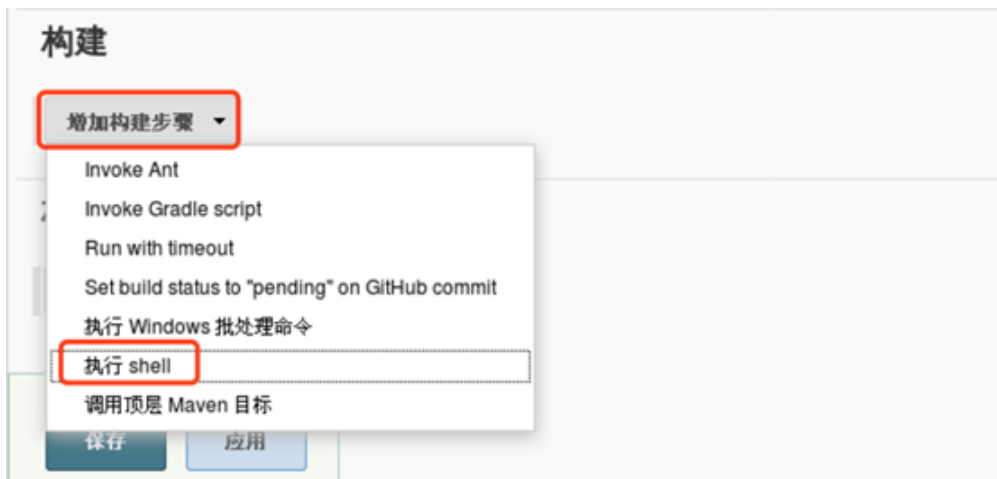 构建
增加构建步骤
Invoke Ant
Invoke Gradle script
Run with timeout
Set build status to "pending" on GitHub commit
执行 Windows 批处理命令
执行 shell
调用顶层 Maven 目标
保存 应用